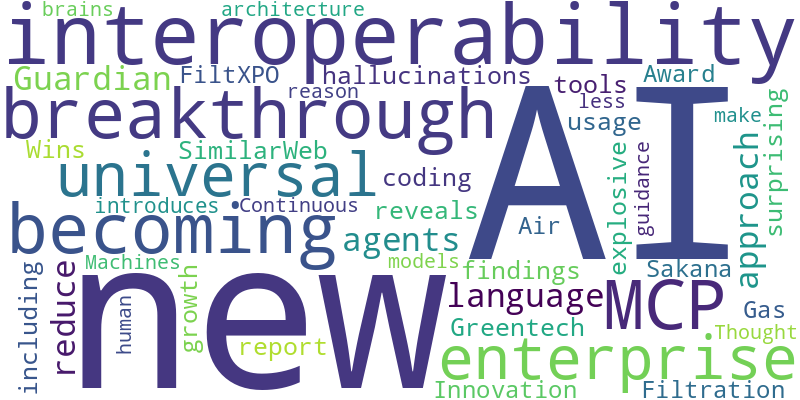 brains architecture
interoperability
Guardian FiltXPO hallucinations tools Award
reason less make
breakthrough AI usage surprising
Wins SimilarWeb explosive guidance approach
universal coding
introduces Continuous reveals
becoming agents Air
Machines models findings Sakana
including reduce human growth new language MCP Gas
report Greentech Thought
enterprise
Innovation Filtration